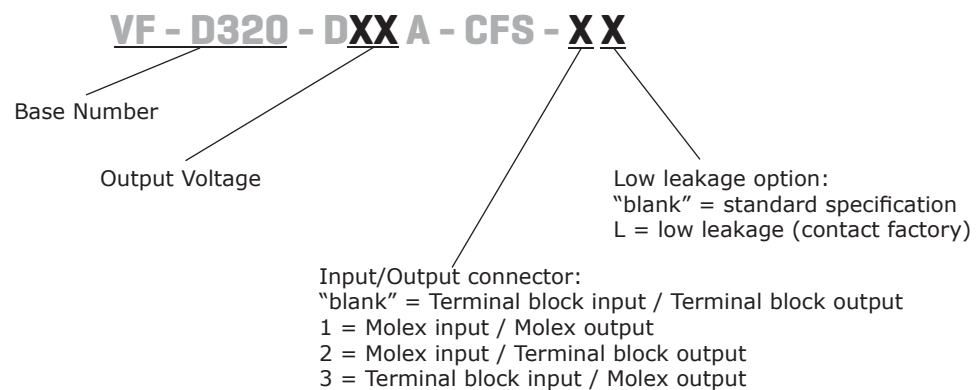 VF - D320 - DXX A - CFS - X X
Base Number
Output Voltage
Low leakage option:
“blank” = standard specification
L = low leakage (contact factory)
Input/Output connector:
“blank” = Terminal block input / Terminal block output
1 = Molex input / Molex output
2 = Molex input / Terminal block output
3 = Terminal block input / Molex output